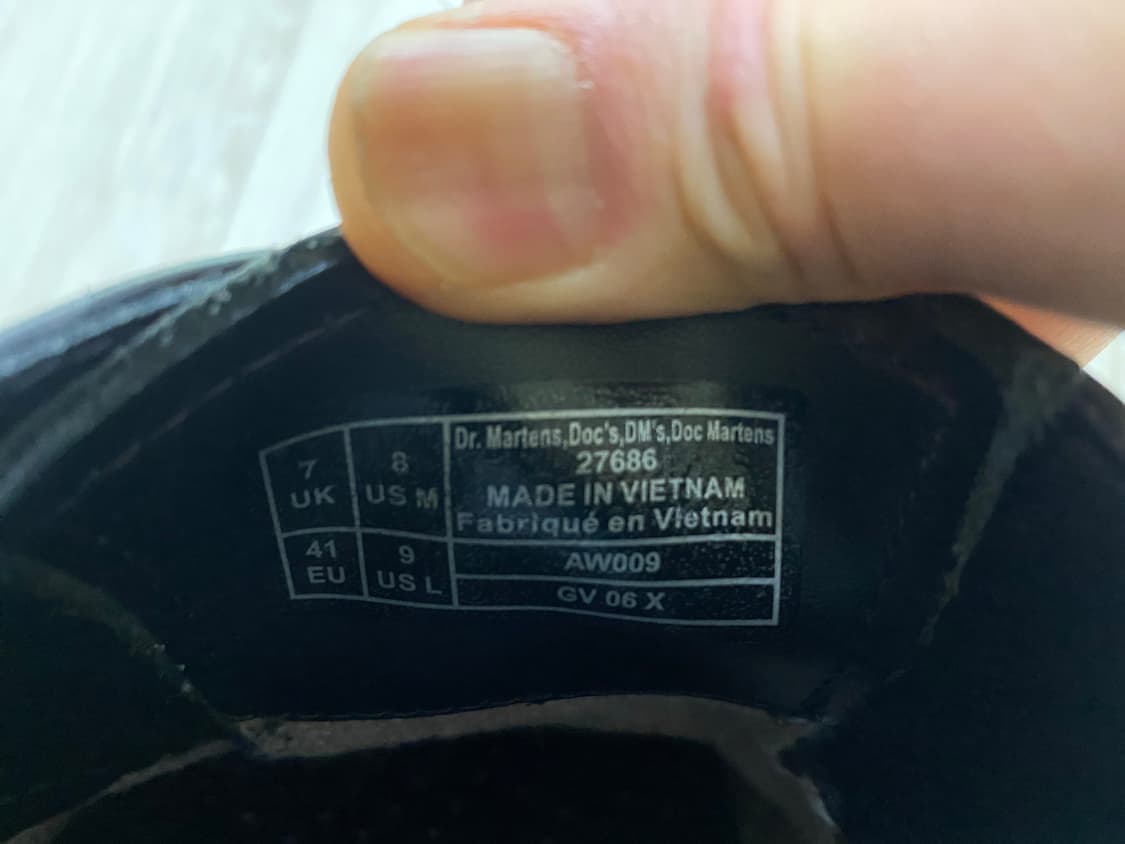 7
UK
8
US M
41
EU
9
US L
Dr. Martens,Doc's,DM's,Doc Martens
27686
MADE IN VIETNAM
Fabriqué en Vietnam
AW009
GV 06 X